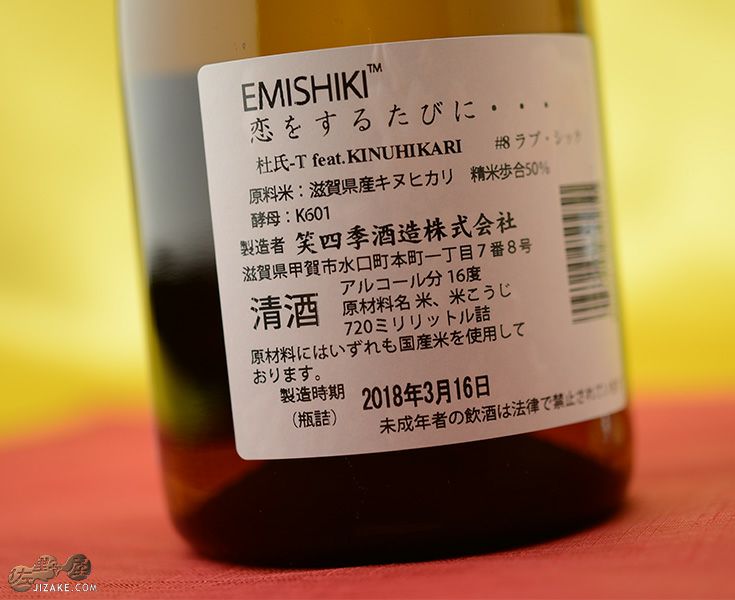 EMISHIKI™
恋をするたびに・・・
杜氏-T feat.KINUHIKARI #8 ラブ・シック
原料米：滋賀県産キヌヒカリ 精米歩合50%
酵母：K601
製造者 笑四季酒造株式会社
滋賀県甲賀市水口町本町一丁目7番8号
清酒
アルコール分 16度
原材料名 米、米こうじ
720ミリリットル詰
原材料にはいずれも国産米を使用して
おります。
製造時期 2018年3月16日
（瓶詰）
未成年者の飲酒は法律で禁止されてい
佐野屋
JIZAKE.COM